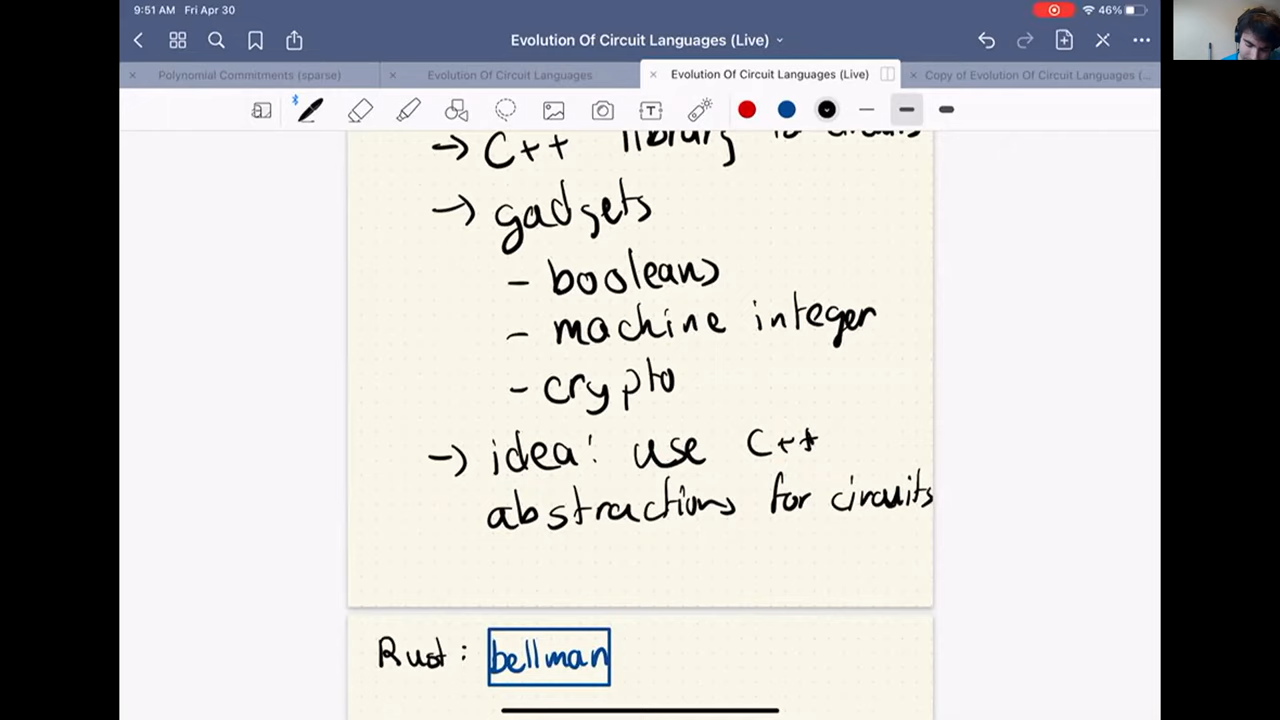 9:51 AM Fri Apr 30
46%
Evolution Of Circuit Languages (Live)
Polynomial Commitments (sparse)
Evolution Of Circuit Languages
Evolution Of Circuit Languages (Live)
Copy of Evolution Of Circuit Languages (...
→ C++ library
→ gadgets
- booleans
- machine integer
- crypto
→ idea: use C++
abstractions for circuits
Rust: bellman